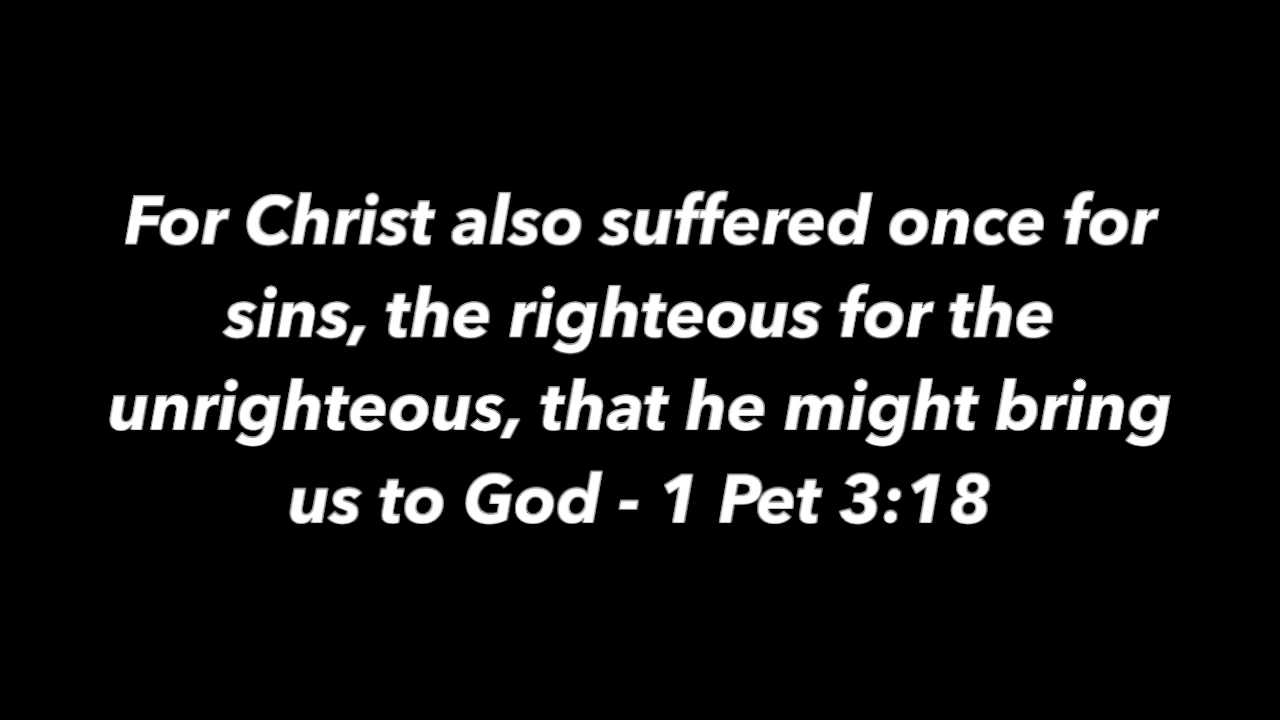 For Christ also suffered once for
sins, the righteous for the
unrighteous, that he might bring
us to God - 1 Pet 3:18